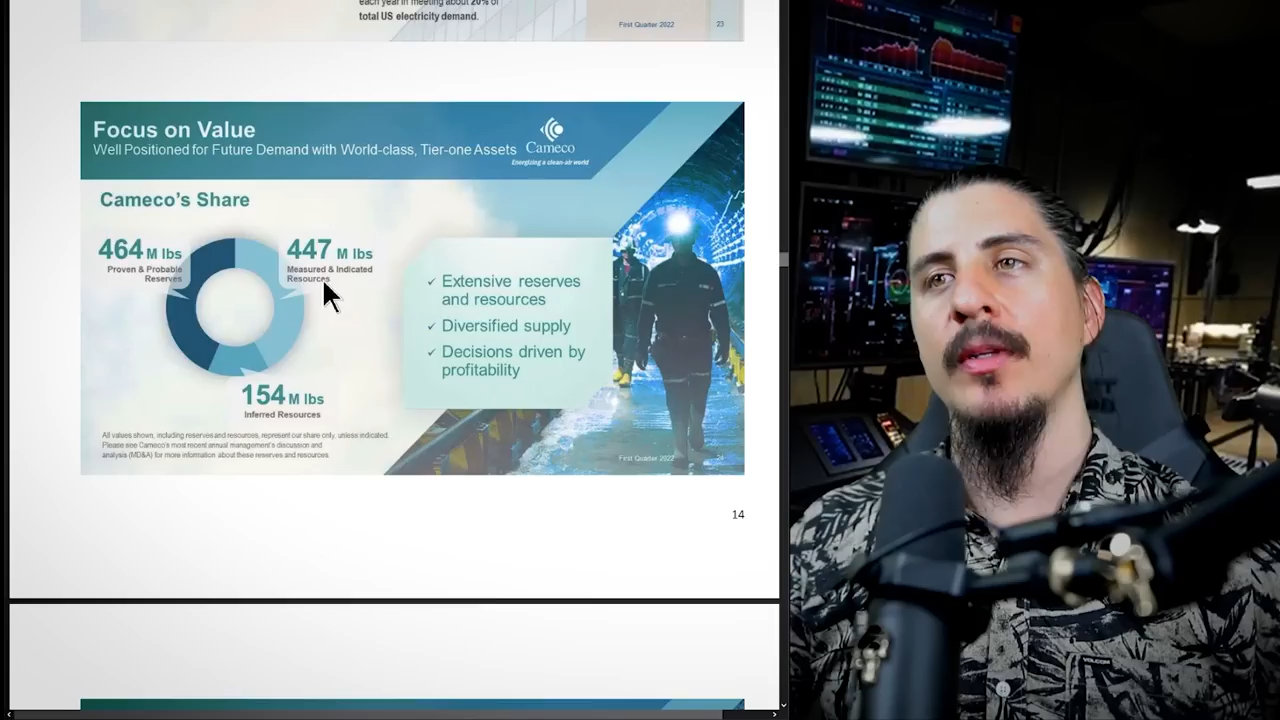 each year in meeting about 20% of
total US electricity demand.
First Quarter 2022
23
Focus on Value
Well Positioned for Future Demand with World-class, Tier-one Assets
Cameco
Energizing a clean-air world
Cameco's Share
464 M lbs
Proven & Probable
Reserves
447 M lbs
Measured & Indicated
Resources
154 M lbs
Inferred Resources
✓ Extensive reserves
and resources
✓ Diversified supply
✓ Decisions driven by
profitability
All values shown, including reserves and resources, represent our share only, unless indicated.
Please see Cameco's most recent annual management's discussion and
analysis (MD&A) for more information about these reserves and resources.
First Quarter 2022
14
VOLCOM